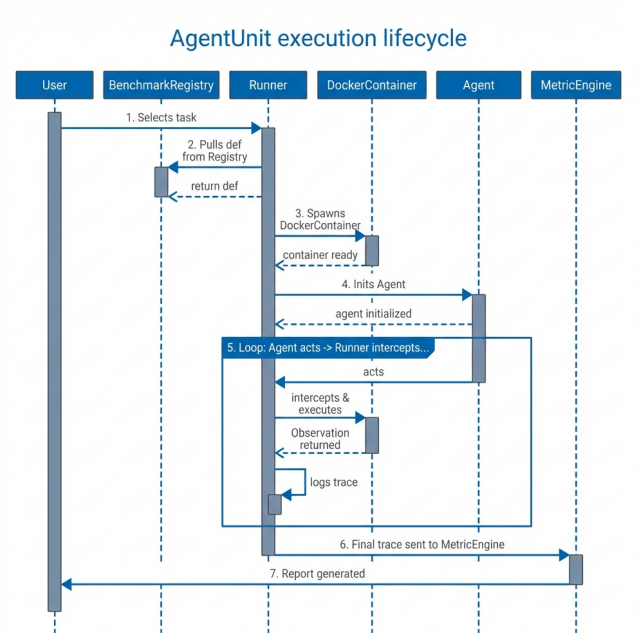 AgentUnit execution lifecycle
User
BenchmarkRegistry
Runner
DockerContainer
Agent
MetricEngine
1. Selects task
2. Pulls def
from Registry
return def
3. Spawns
DockerContainer
container ready
4. Inits Agent
agent initialized
5. Loop: Agent acts -> Runner intercepts...
acts
intercepts &
executes
Observation
returned
logs trace
6. Final trace sent to MetricEngine
7. Report generated